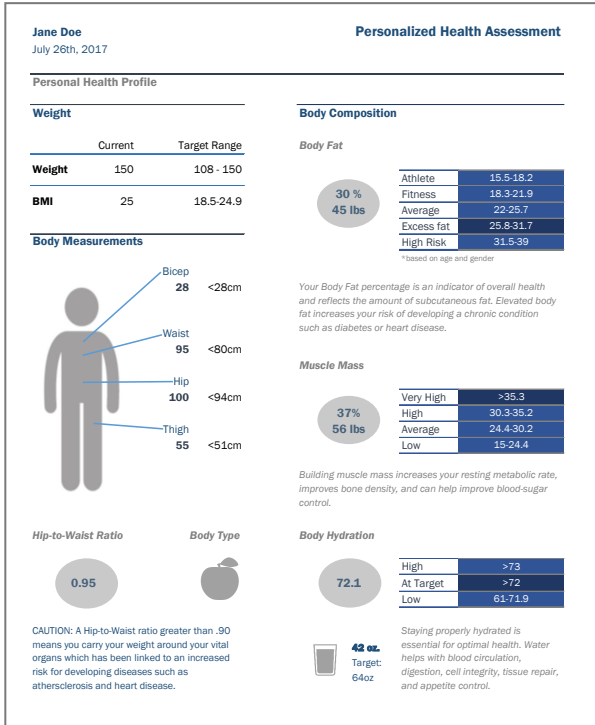 Jane Doe
July 26th, 2017
Personalized Health Assessment
Personal Health Profile
Weight
Current Target Range
Weight 150 108 - 150
BMI 25 18.5-24.9
Body Measurements
Bicep
28 <28cm
Waist
95 <80cm
Hip
100 <94cm
Thigh
55 <51cm
Hip-to-Waist Ratio Body Type
0.95
CAUTION: A Hip-to-Waist ratio greater than .90
means you carry your weight around your vital
organs which has been linked to an increased
risk for developing diseases such as
athersclerosis and heart disease.
Body Composition
Body Fat
30 %
45 lbs
Athlete 15.5-18.2
Fitness 18.3-21.9
Average 22-25.7
Excess fat 25.8-31.7
High Risk 31.5-39
*based on age and gender
Your Body Fat percentage is an indicator of overall health
and reflects the amount of subcutaneous fat. Elevated body
fat increases your risk of developing a chronic condition
such as diabetes or heart disease.
Muscle Mass
37%
56 lbs
Very High >35.3
High 30.3-35.2
Average 24.4-30.2
Low 15-24.4
Building muscle mass increases your resting metabolic rate,
improves bone density, and can help improve blood-sugar
control.
Body Hydration
72.1
High >73
At Target >72
Low 61-71.9
42 oz.
Target:
64oz
Staying properly hydrated is
essential for optimal health. Water
helps with blood circulation,
digestion, cell integrity, tissue repair,
and appetite control.